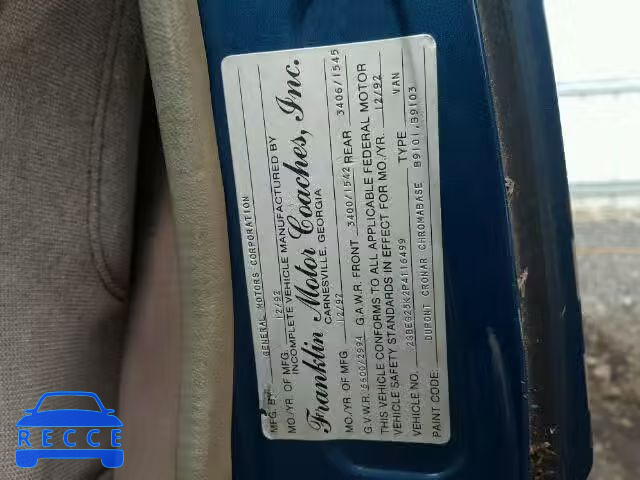 MFG. BY GENERAL MOTORS CORPORATION
MO./YR. OF MFG. 12/92
INCOMPLETE VEHICLE MANUFACTURED BY
Franklin Motor Coaches, Inc.
CARNESVILLE, GEORGIA
MO./YR. OF MFG 12/92
G.V.W.R. 6600/2994 G.A.W.R. FRONT 3400/1542 REAR 3406/1545
THIS VEHICLE CONFORMS TO ALL APPLICABLE FEDERAL MOTOR
VEHICLE SAFETY STANDARDS IN EFFECT FOR MO./YR. 12/92
VEHICLE NO. 2GBEG25K2P4116499 TYPE VAN
PAINT CODE: DUPONT CRONAR CHROMABASE B9101,B9103
RECCE